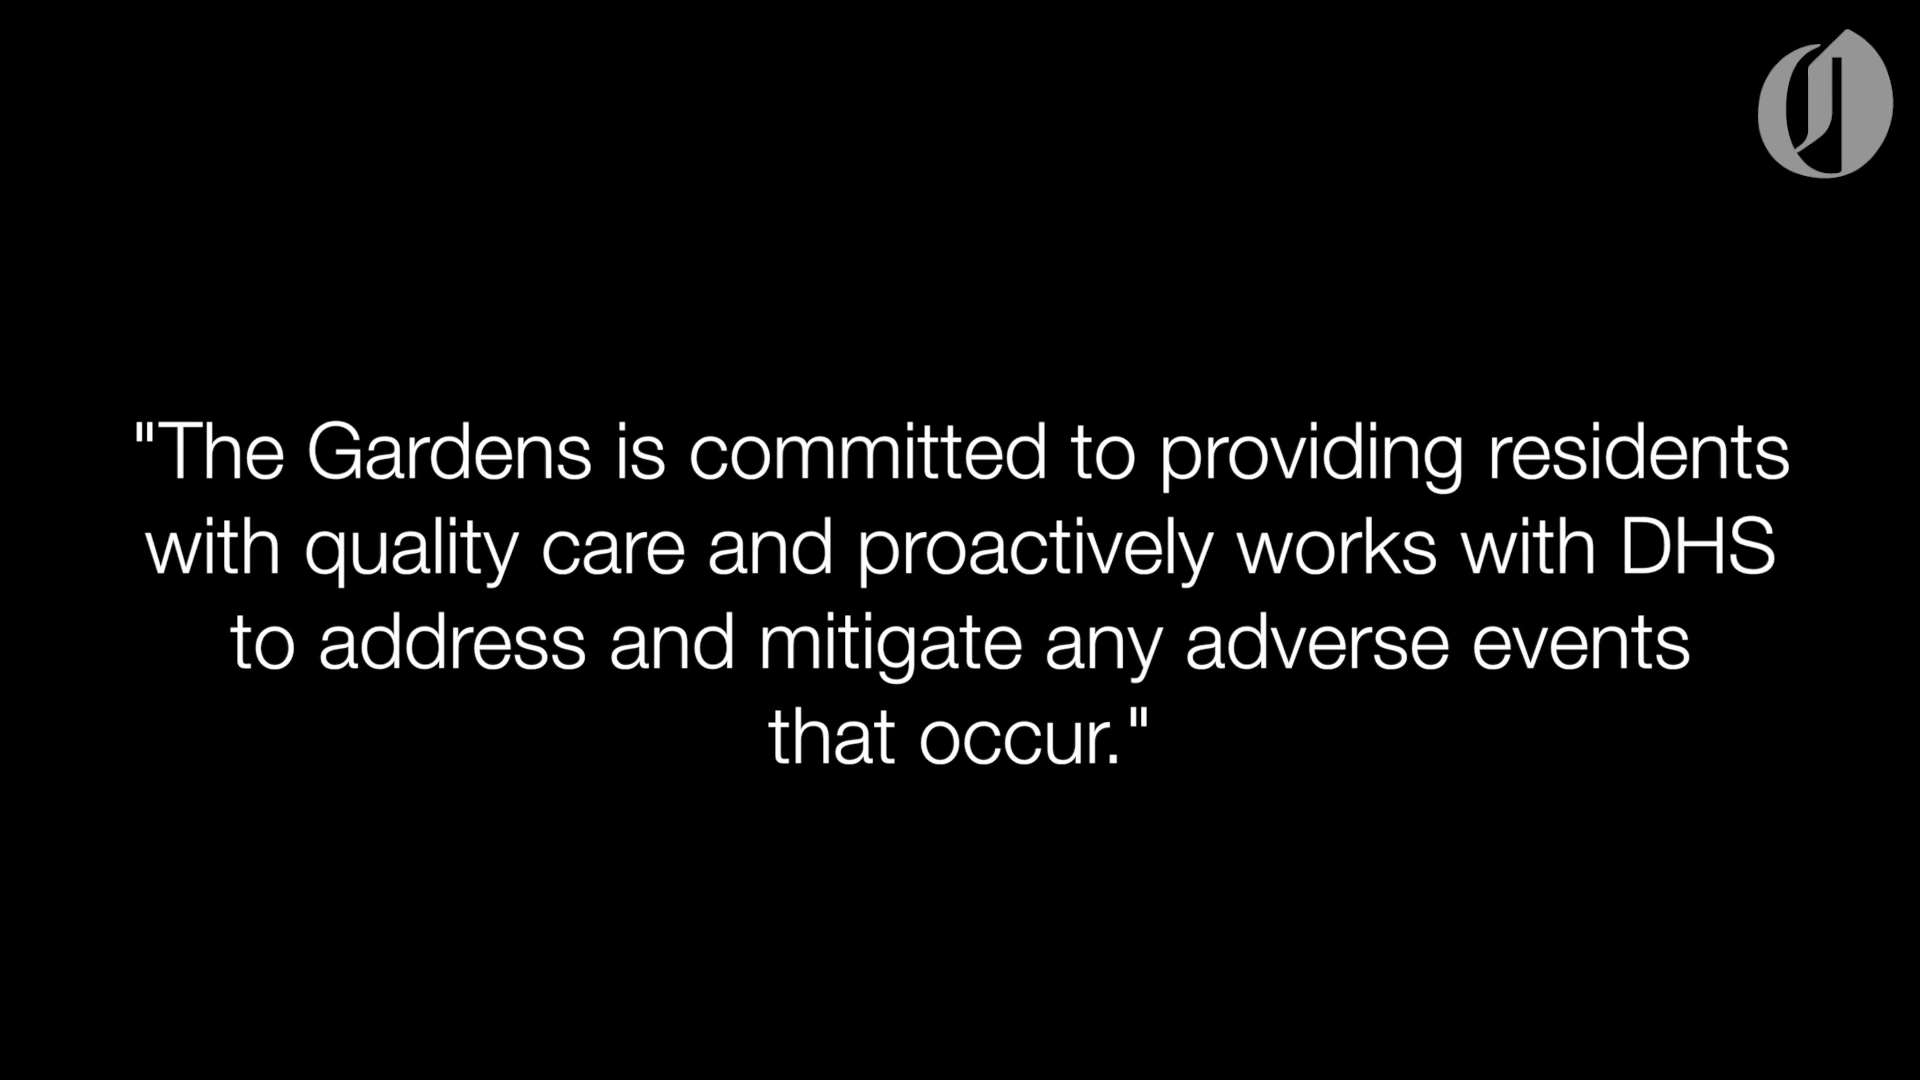 "The Gardens is committed to providing residents
with quality care and proactively works with DHS
to address and mitigate any adverse events
that occur."